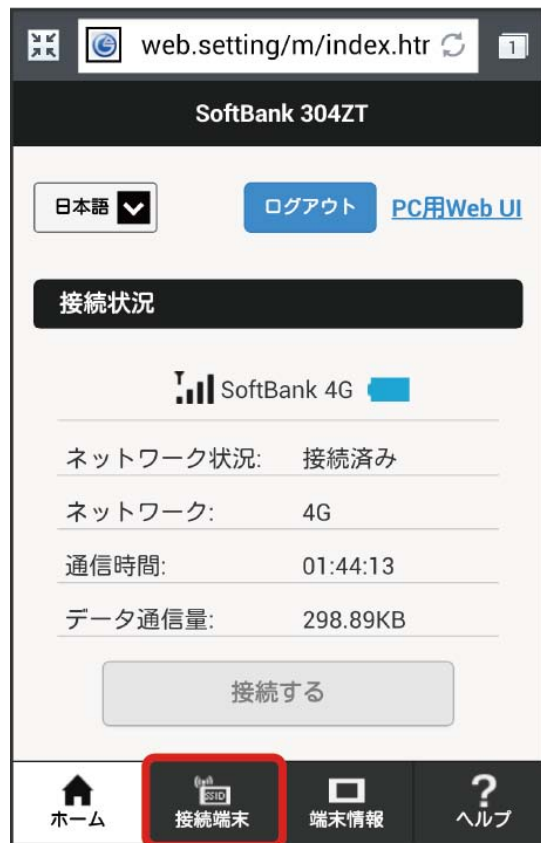 web.setting/m/index.htr
1
SoftBank 304ZT
日本語 ログアウト PC用Web UI
接続状況
SoftBank 4G
ネットワーク状況: 接続済み
ネットワーク: 4G
通信時間: 01:44:13
データ通信量: 298.89KB
接続する
SSID
ホーム 接続端末 端末情報 ヘルプ